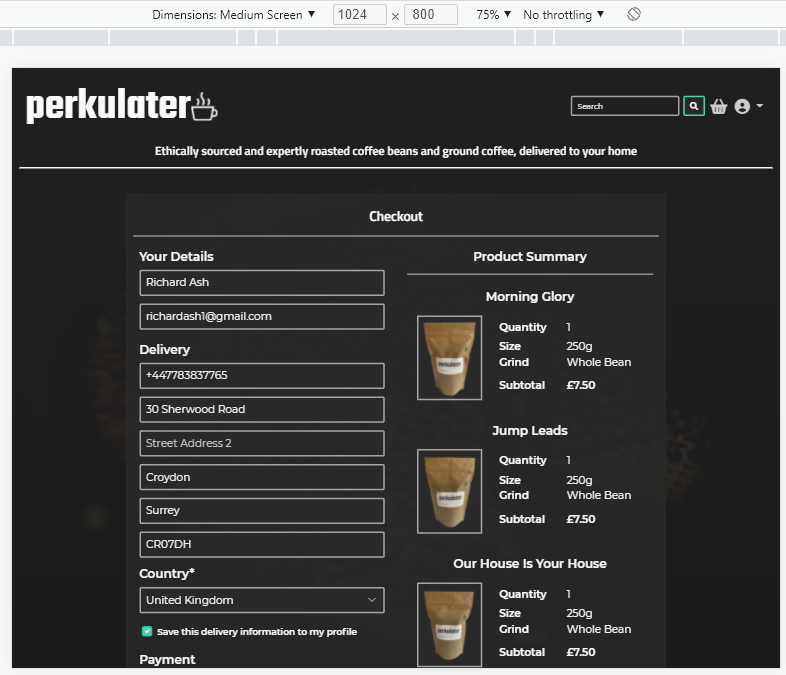 Dimensions: Medium Screen ▼ 1024 × 800 75% ▼ No throttling ▼
perkulater
Search
Ethically sourced and expertly roasted coffee beans and ground coffee, delivered to your home
Checkout
Your Details
Richard Ash
richardash1@gmail.com
Delivery
+447783837765
30 Sherwood Road
Street Address 2
Croydon
Surrey
CR07DH
Country*
United Kingdom
Save this delivery information to my profile
Payment
Product Summary
Morning Glory
perkulater
Quantity 1
Size 250g
Grind Whole Bean
Subtotal £7.50
Jump Leads
perkulater
Quantity 1
Size 250g
Grind Whole Bean
Subtotal £7.50
Our House Is Your House
perkulater
Quantity 1
Size 250g
Grind Whole Bean
Subtotal £7.50